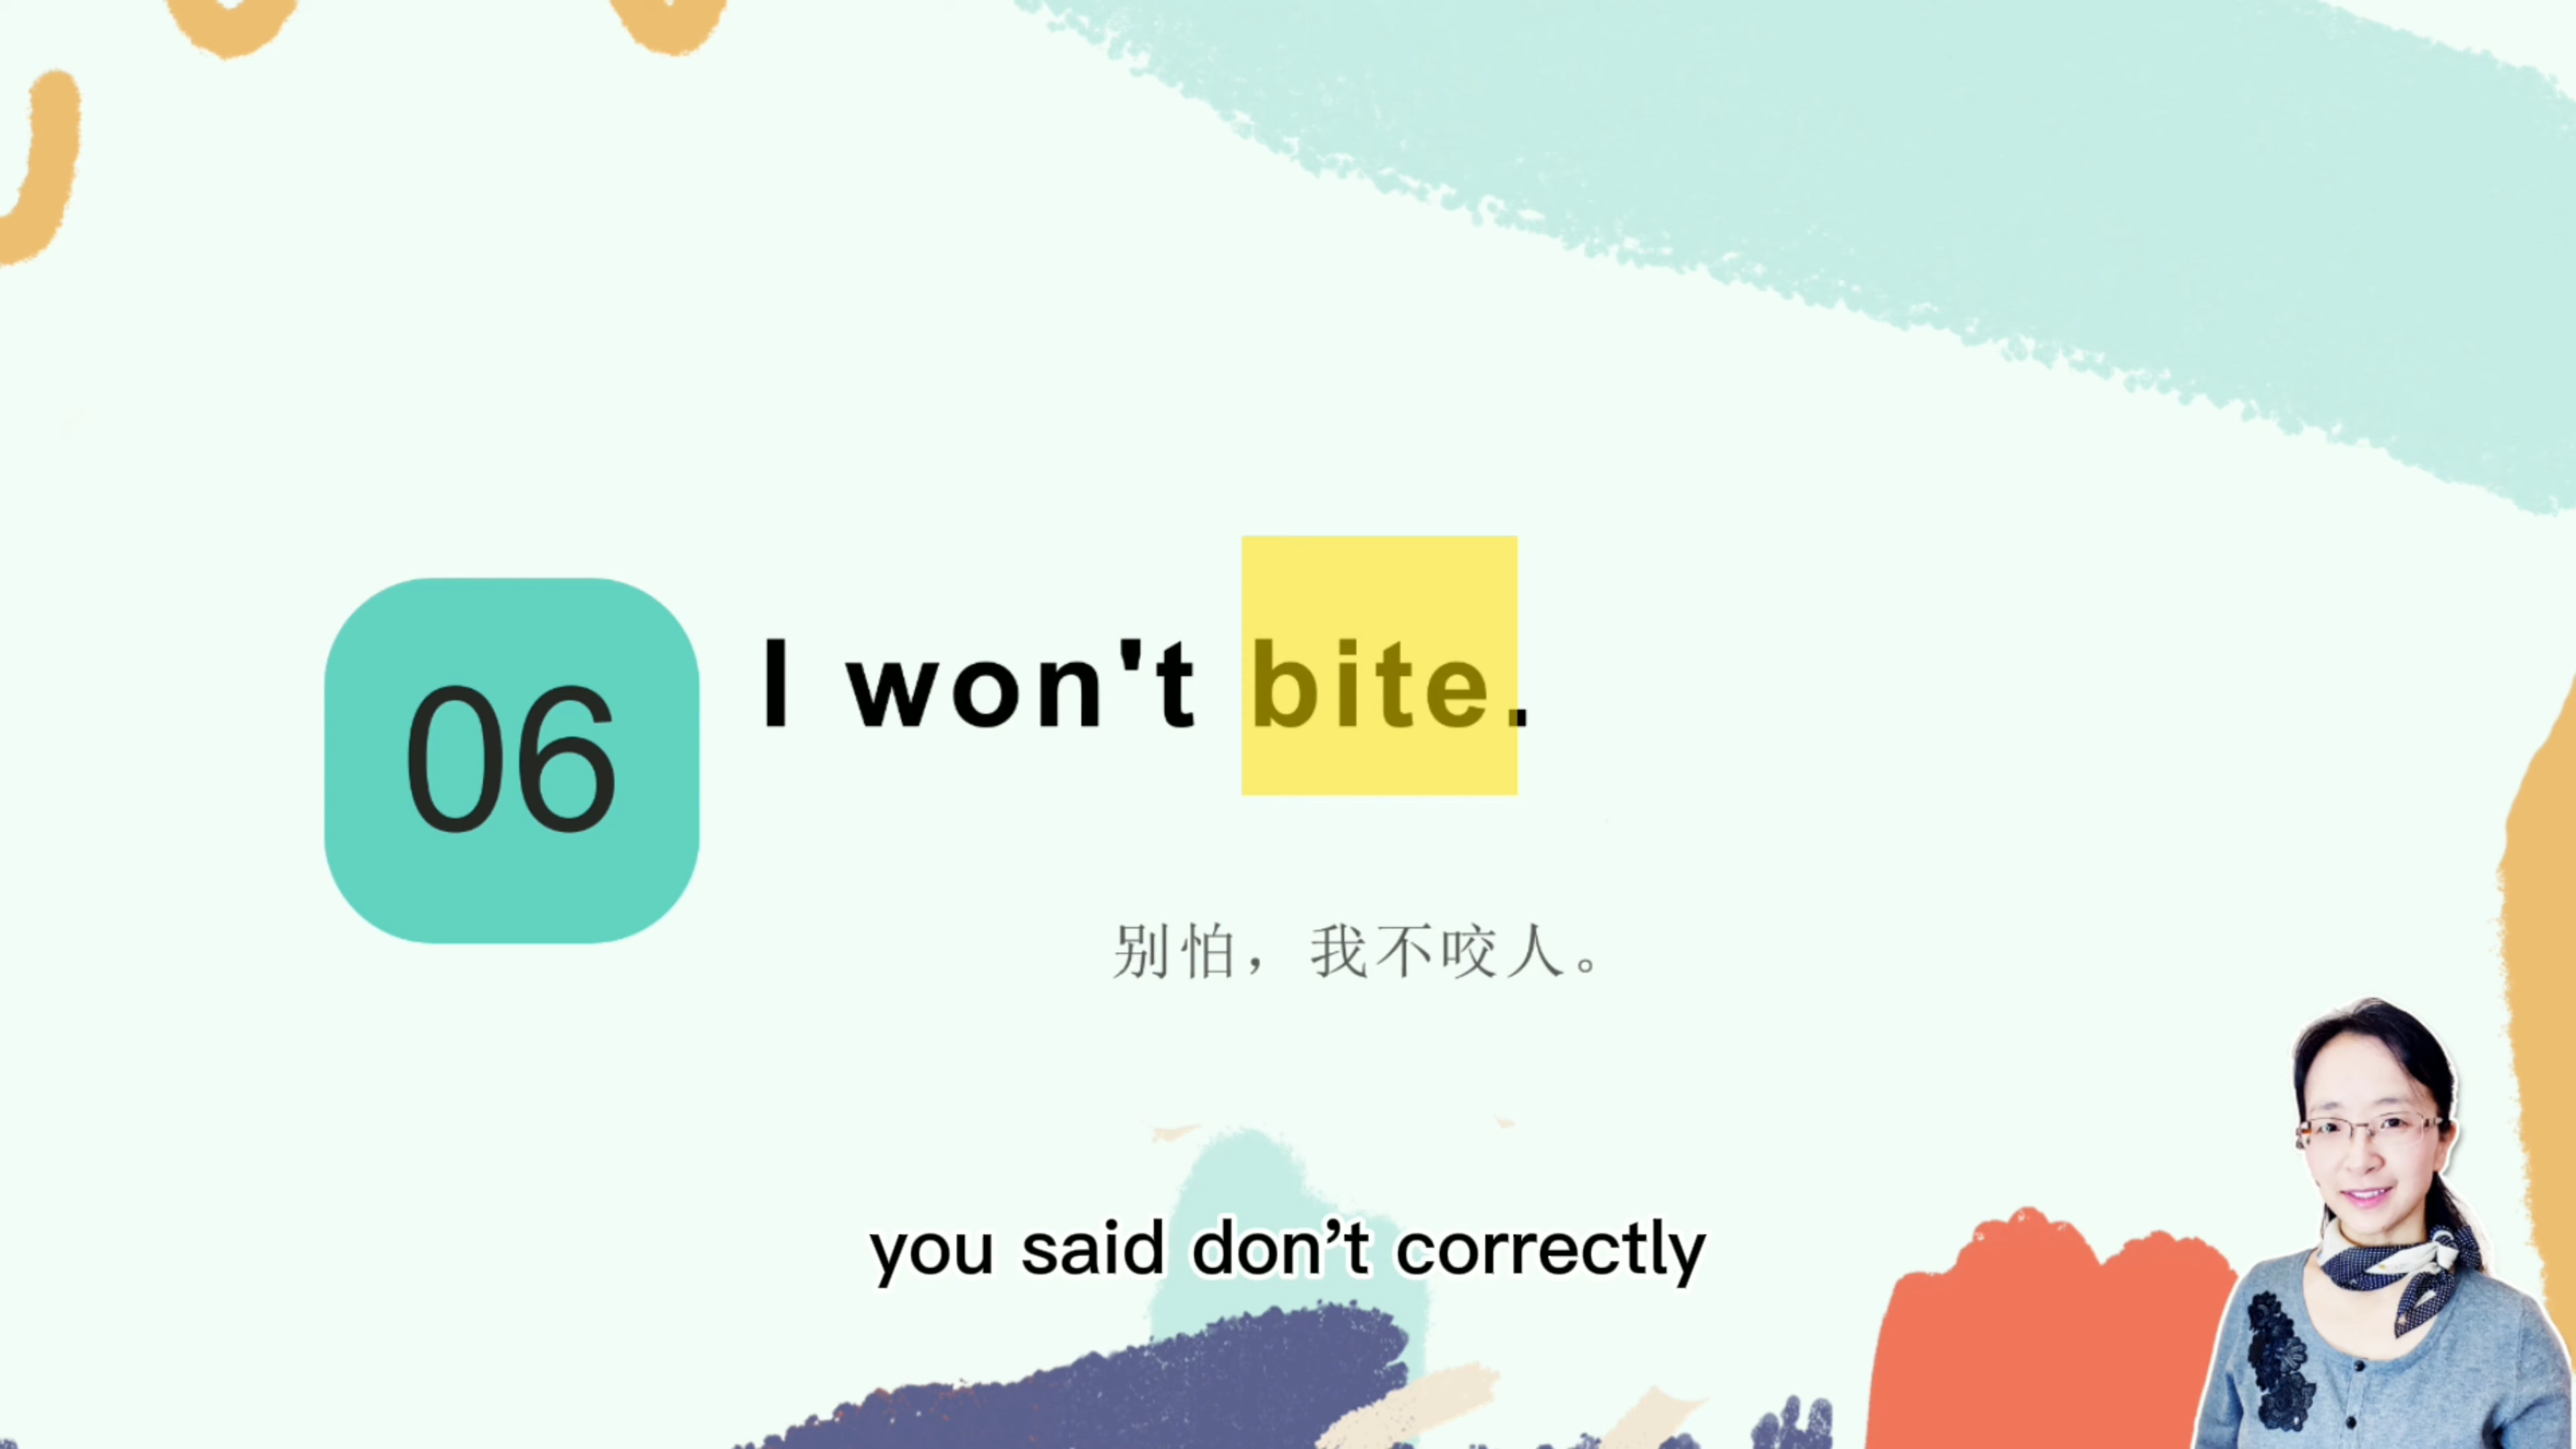 06
I won't bite.
别怕，我不咬人。
you said don’t correctly